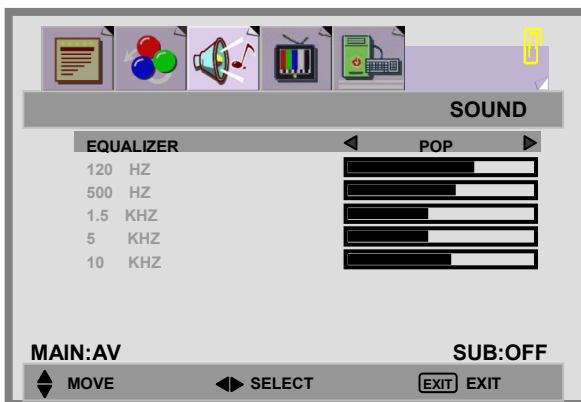 SOUND
EQUALIZER POP
120 HZ
500 HZ
1.5 KHZ
5 KHZ
10 KHZ
MAIN:AV SUB:OFF
MOVE SELECT EXIT EXIT